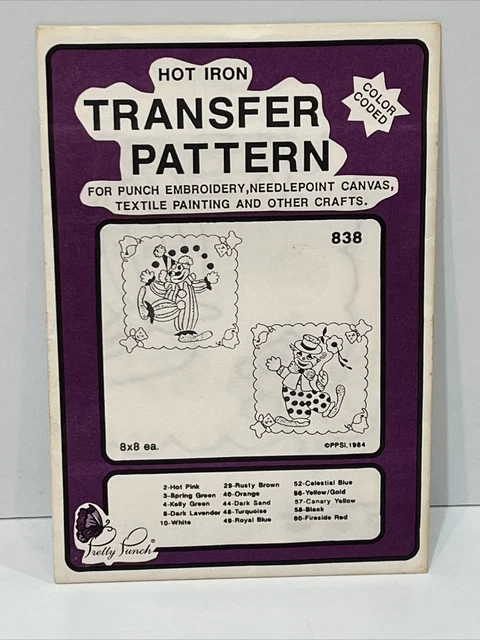 HOT IRON
COLOR
CODED
TRANSFER
PATTERN
FOR PUNCH EMBROIDERY,NEEDLEPOINT CANVAS,
TEXTILE PAINTING AND OTHER CRAFTS.
838
8x8 ea.
©PPSI,1984
2-Hot Pink
3-Spring Green
4-Kelly Green
8-Dark Lavender
10-White
29-Rusty Brown
40-Orange
44-Dark Sand
48-Turquoise
49-Royal Blue
52-Celestial Blue
56-Yellow/Gold
57-Canary Yellow
58-Black
60-Fireside Red
Pretty Punch®